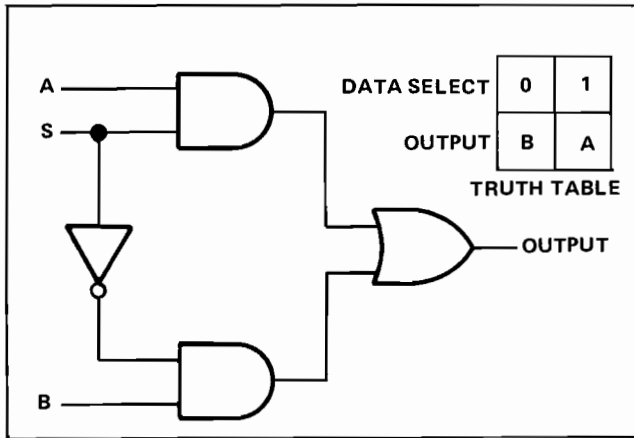 A
S
DATA SELECT 0 1
OUTPUT B A
TRUTH TABLE
OUTPUT
B